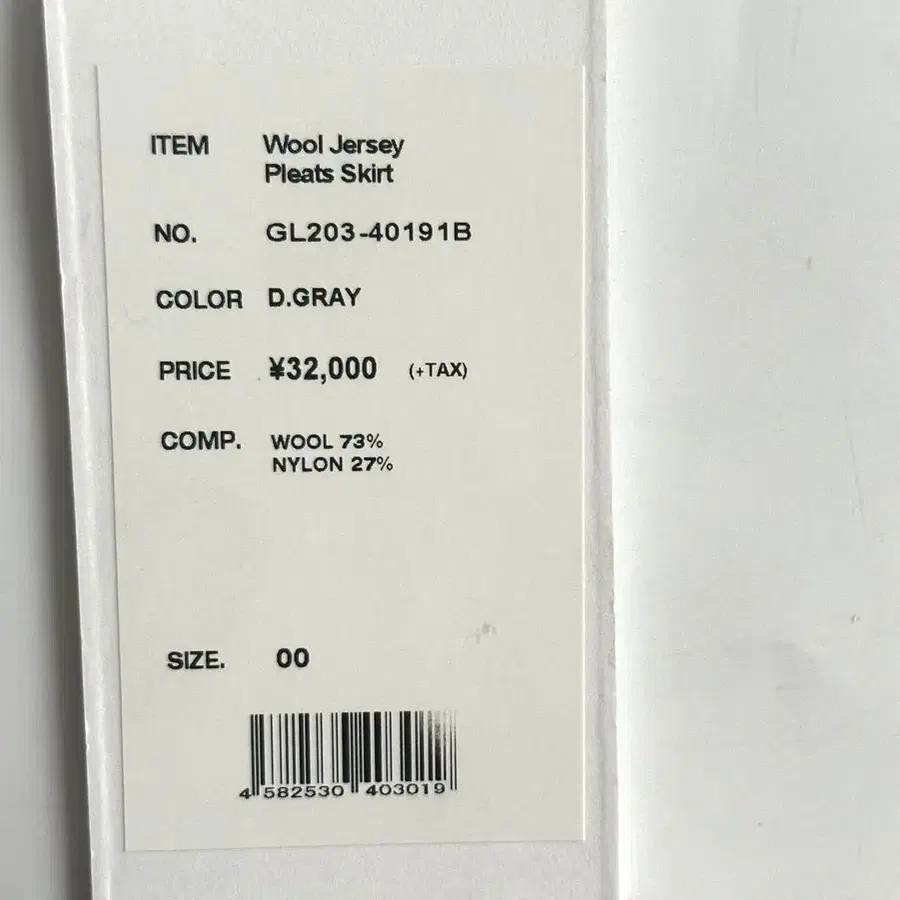 ITEM Wool Jersey
Pleats Skirt
NO. GL203-40191B
COLOR D.GRAY
PRICE ¥32,000 (+TAX)
COMP. WOOL 73%
NYLON 27%
SIZE. 00
4 582530 403019